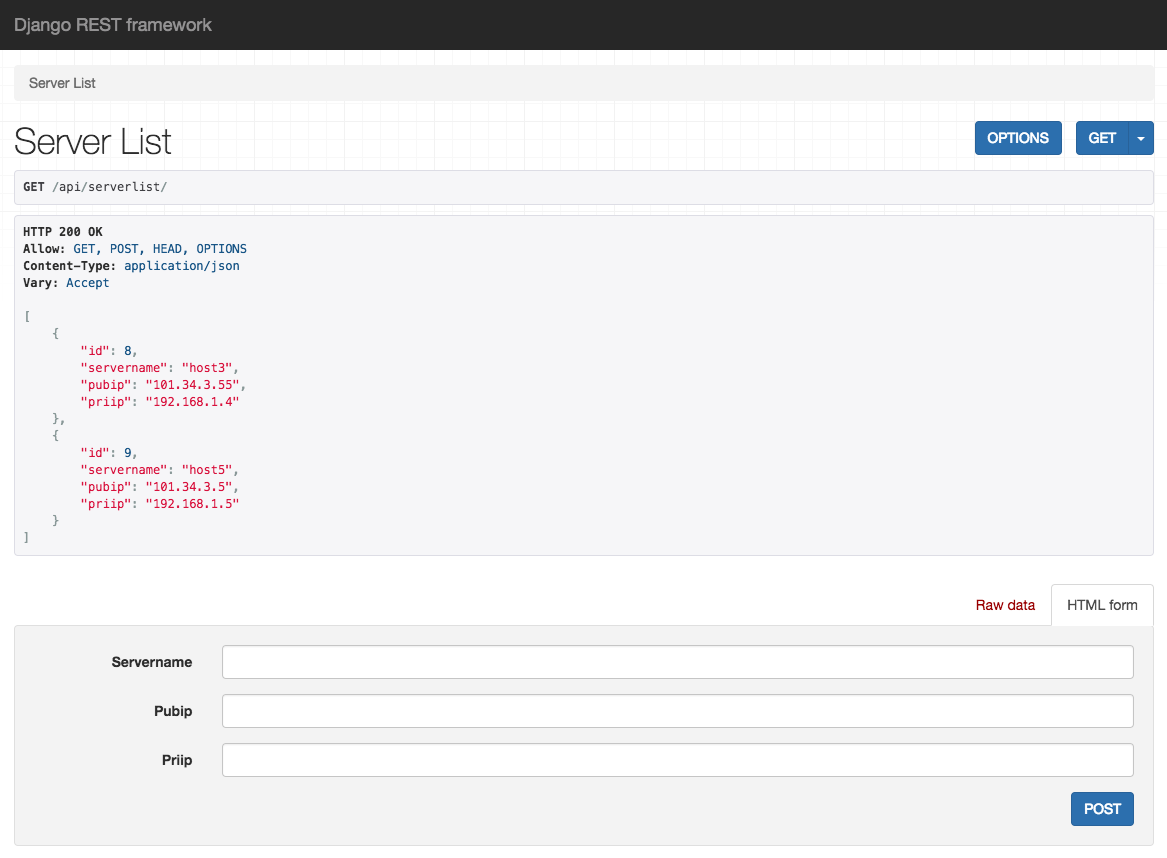 Django REST framework
Server List
Server List
OPTIONS GET
GET /api/serverlist/
HTTP 200 OK
Allow: GET, POST, HEAD, OPTIONS
Content-Type: application/json
Vary: Accept
[
    {
        "id": 8,
        "servername": "host3",
        "pubip": "101.34.3.55",
        "priip": "192.168.1.4"
    },
    {
        "id": 9,
        "servername": "host5",
        "pubip": "101.34.3.5",
        "priip": "192.168.1.5"
    }
]
Raw data HTML form
Servername
Pubip
Priip
POST